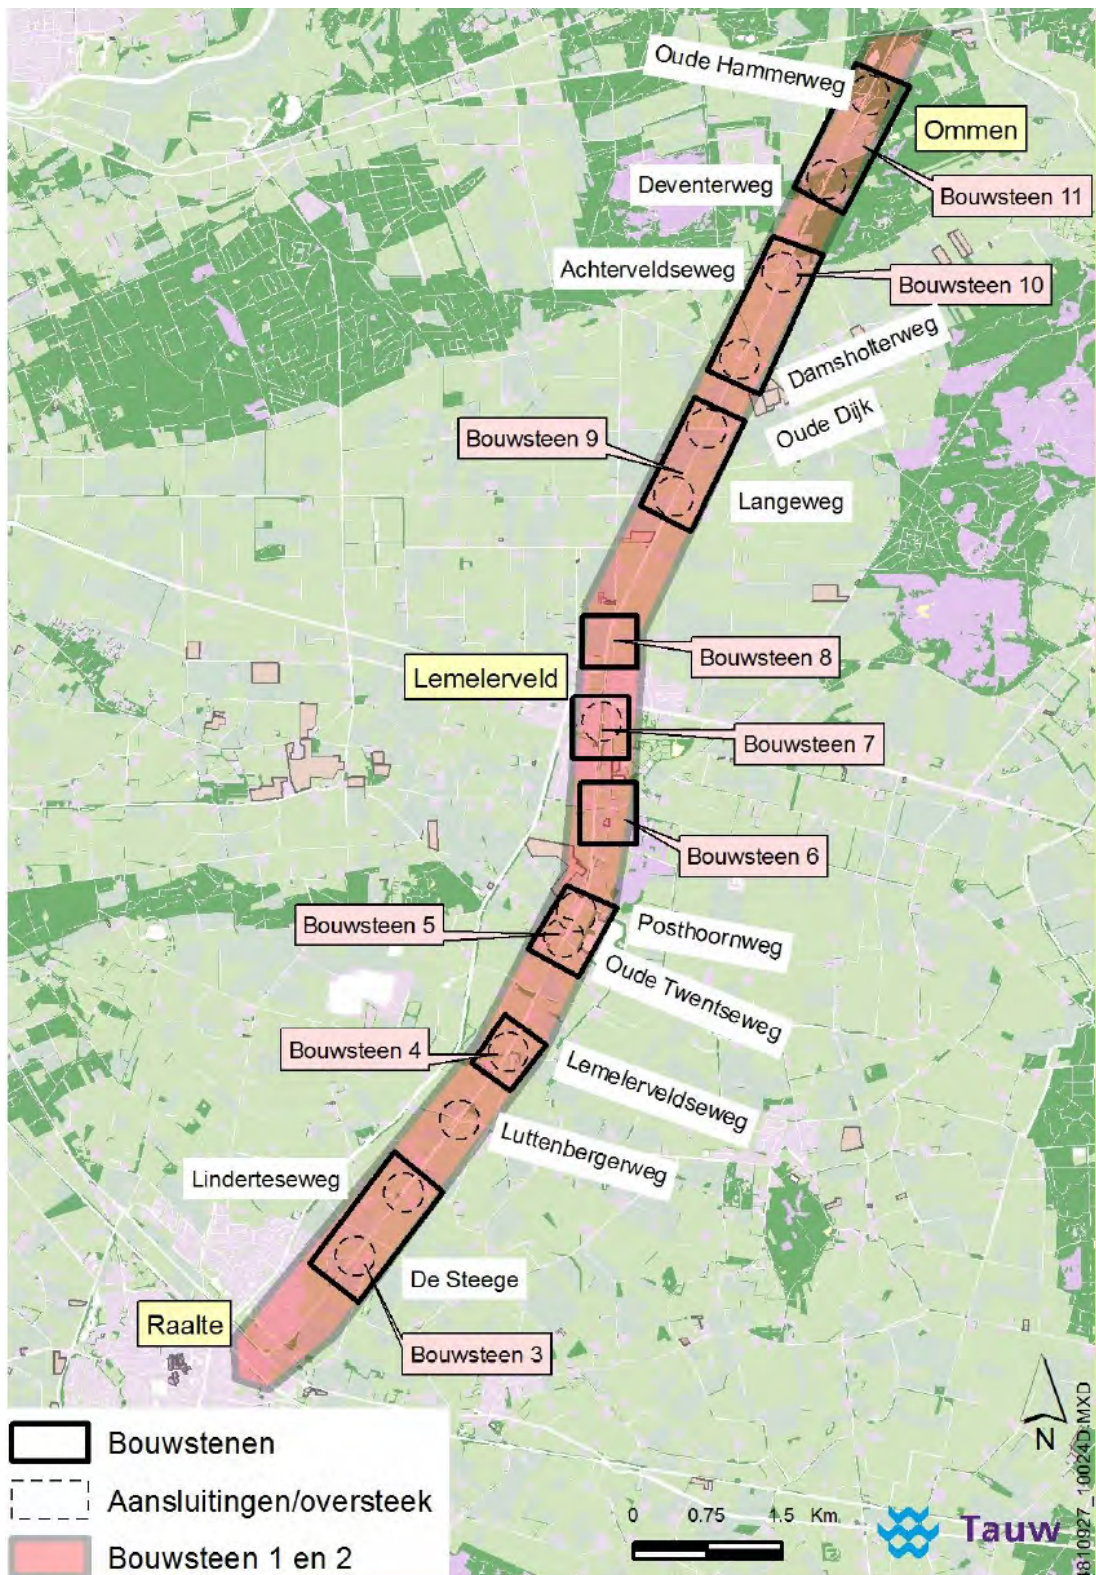 Oude Hammerweg
Ommen
Deventerweg
Bouwsteen 11
Achterveldseweg
Bouwsteen 10
Damsholterweg
Oude Dijk
Bouwsteen 9
Langeweg
Bouwsteen 8
Lemelerveld
Bouwsteen 7
Bouwsteen 6
Bouwsteen 5
Posthoornweg
Oude Twentseweg
Bouwsteen 4
Lemelerveldseweg
Luttenbergerweg
Linderteseweg
De Steege
Raalte
Bouwsteen 3
N
Bouwstenen
Aansluitingen/oversteek
Bouwsteen 1 en 2
0 0.75 1.5 Km
Tauw
4810927_10024D.MXD